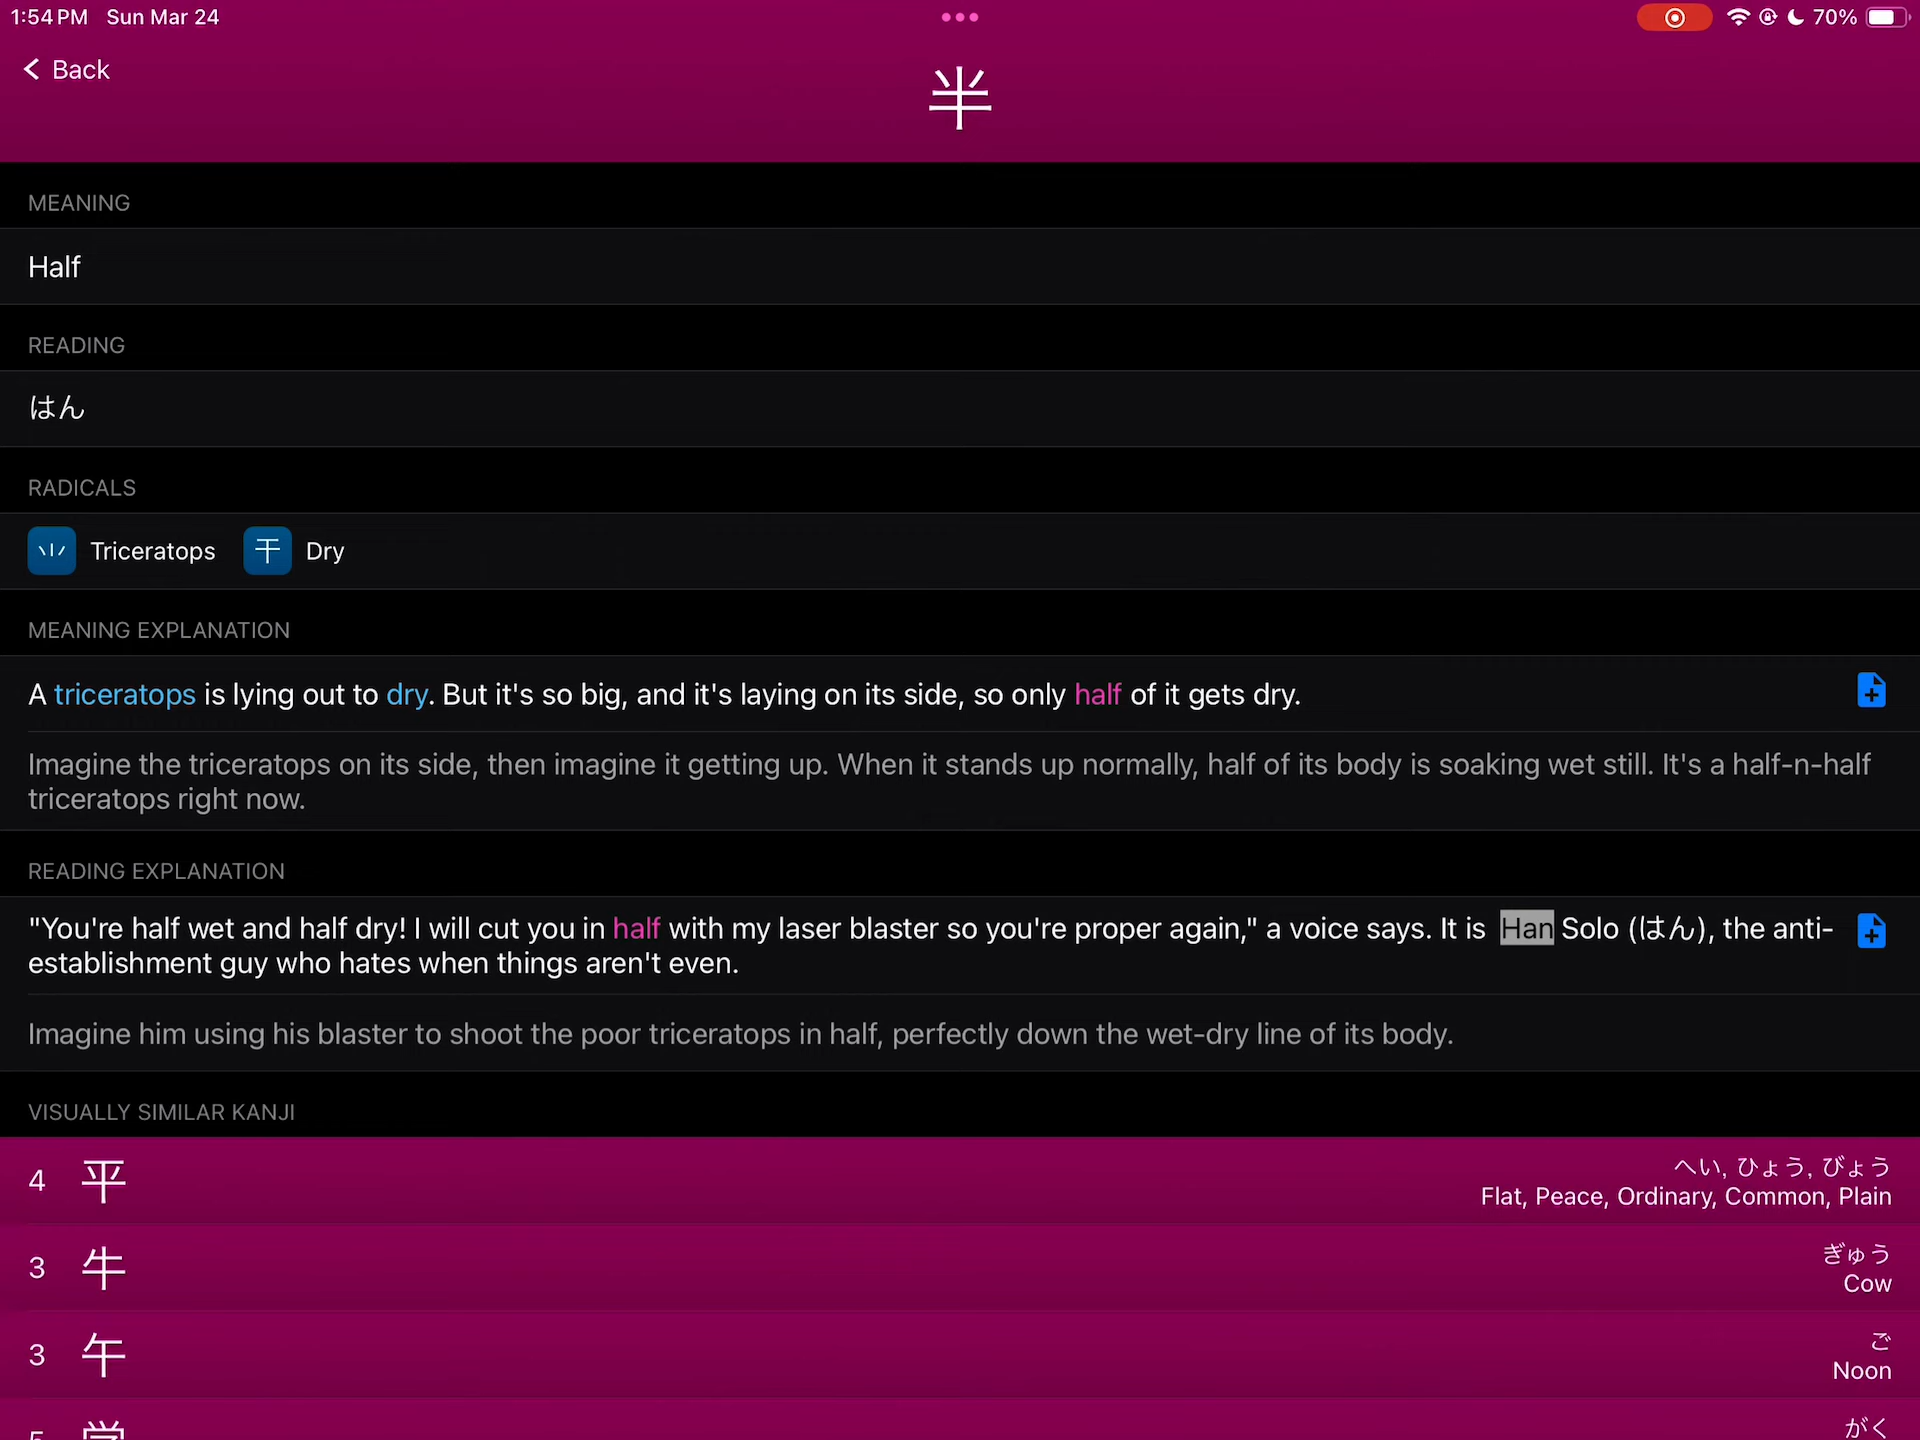 1:54 PM Sun Mar 24
70%
Back
半
MEANING
Half
READING
はん
RADICALS
Triceratops 干 Dry
MEANING EXPLANATION
A triceratops is lying out to dry. But it's so big, and it's laying on its side, so only half of it gets dry.
Imagine the triceratops on its side, then imagine it getting up. When it stands up normally, half of its body is soaking wet still. It's a half-n-half
triceratops right now.
READING EXPLANATION
"You're half wet and half dry! I will cut you in half with my laser blaster so you're proper again," a voice says. It is Han Solo (はん), the anti-
establishment guy who hates when things aren't even.
Imagine him using his blaster to shoot the poor triceratops in half, perfectly down the wet-dry line of its body.
VISUALLY SIMILAR KANJI
4 平
へい, ひょう, びょう
Flat, Peace, Ordinary, Common, Plain
3 牛
ぎゅう
Cow
3 午
ご
Noon
がく